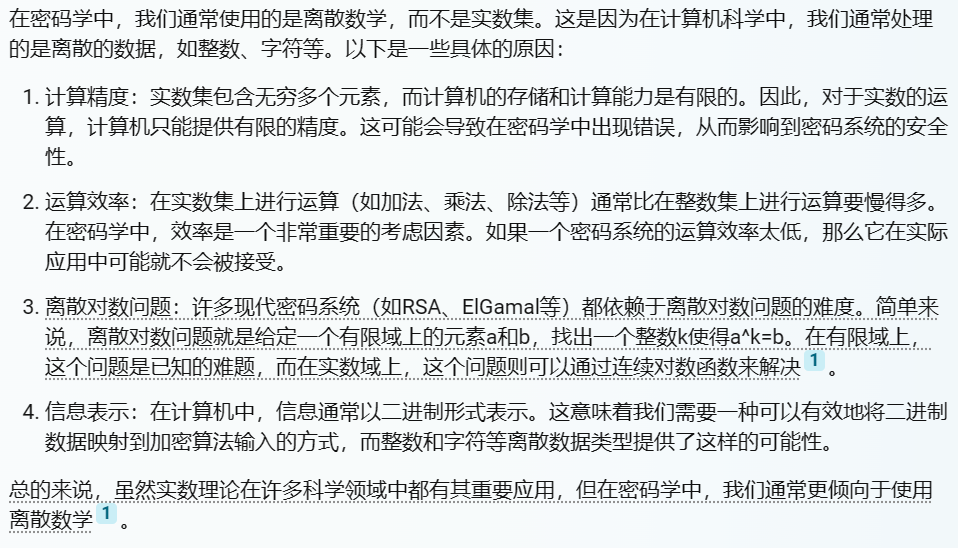 在密码学中，我们通常使用的是离散数学，而不是实数集。这是因为在计算机科学中，我们通常处理
的是离散的数据，如整数、字符等。以下是一些具体的原因：
1. 计算精度：实数集包含无穷多个元素，而计算机的存储和计算能力是有限的。因此，对于实数的运
算，计算机只能提供有限的精度。这可能会导致在密码学中出现错误，从而影响到密码系统的安全
性。
2. 运算效率：在实数集上进行运算（如加法、乘法、除法等）通常比在整数集上进行运算要慢得多。
在密码学中，效率是一个非常重要的考虑因素。如果一个密码系统的运算效率太低，那么它在实际
应用中可能就不会被接受。
3. 离散对数问题：许多现代密码系统（如RSA、ElGamal等）都依赖于离散对数问题的难度。简单来
说，离散对数问题就是给定一个有限域上的元素a和b，找出一个整数k使得a^k=b。在有限域上，
这个问题是已知的难题，而在实数域上，这个问题则可以通过连续对数函数来解决 1 。
4. 信息表示：在计算机中，信息通常以二进制形式表示。这意味着我们需要一种可以有效地将二进制
数据映射到加密算法输入的方式，而整数和字符等离散数据类型提供了这样的可能性。
总的来说，虽然实数理论在许多科学领域中都有其重要应用，但在密码学中，我们通常更倾向于使用
离散数学 1 。